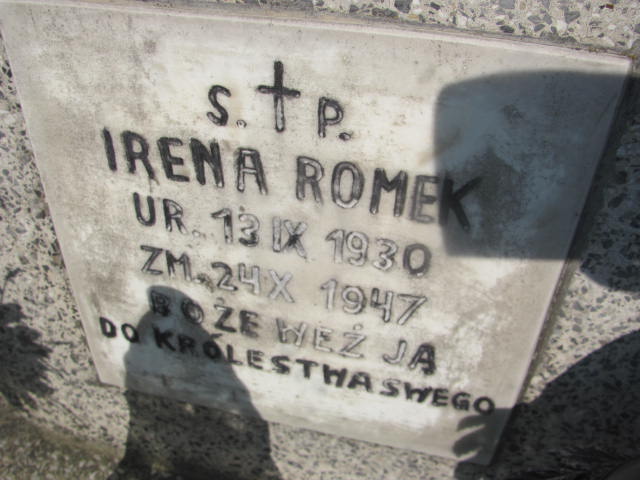 Ś. P.
IRENA ROMEK
UR. 13 IX 1930
ZM. 24 X 1947
BOŻE WEŹ JĄ
DO KRÓLESTWA SWEGO